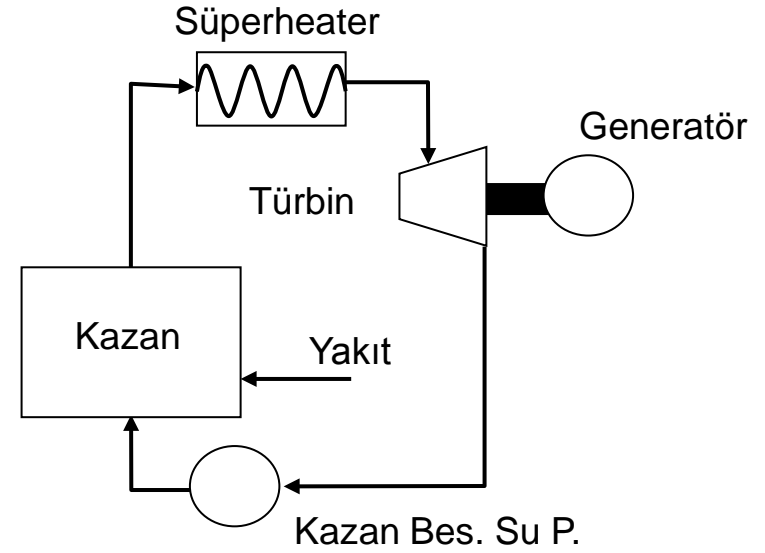 Süperheater
Generatör
Türbin
Kazan
Yakıt
Kazan Bes. Su P.